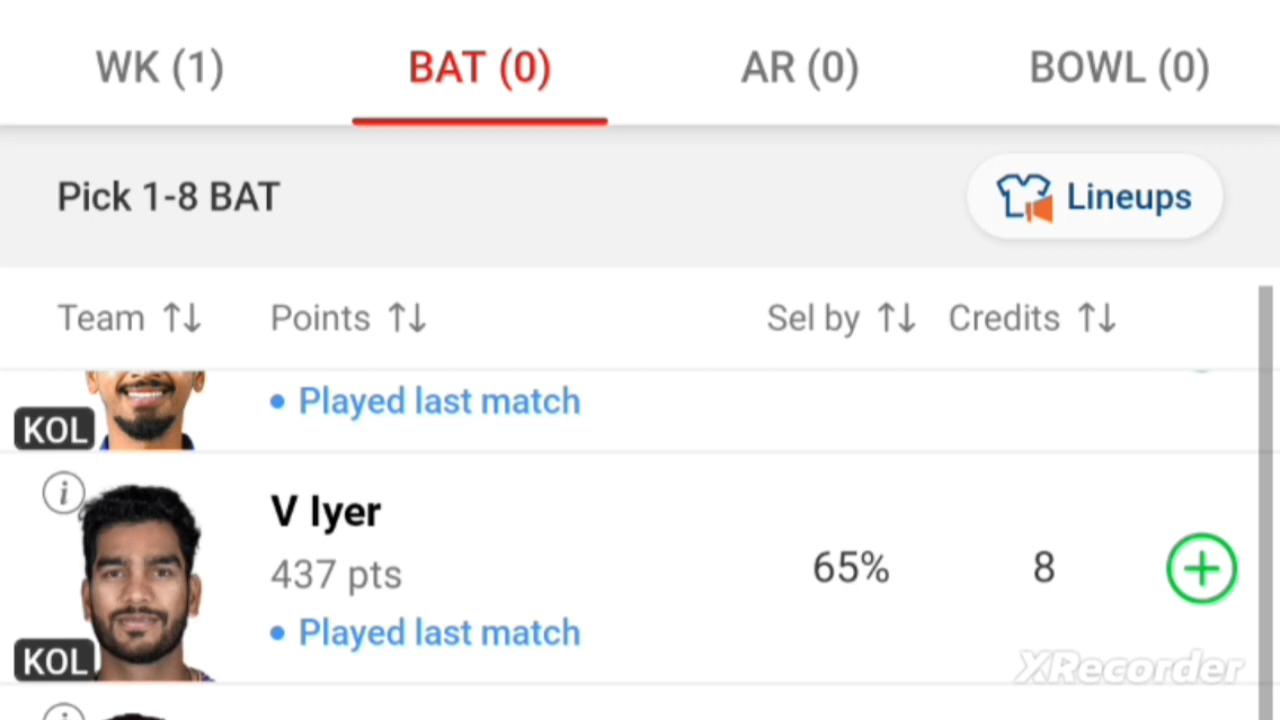 WK (1) BAT (0) AR (0) BOWL (0)
Pick 1-8 BAT Lineups
Team Points Sel by Credits
Played last match
KOL
i
V Iyer
437 pts 65% 8
Played last match
KOL
XRecorder
i